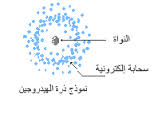 النواة
سحابة إلكترونية
نموذج ذرة الهيدروجين